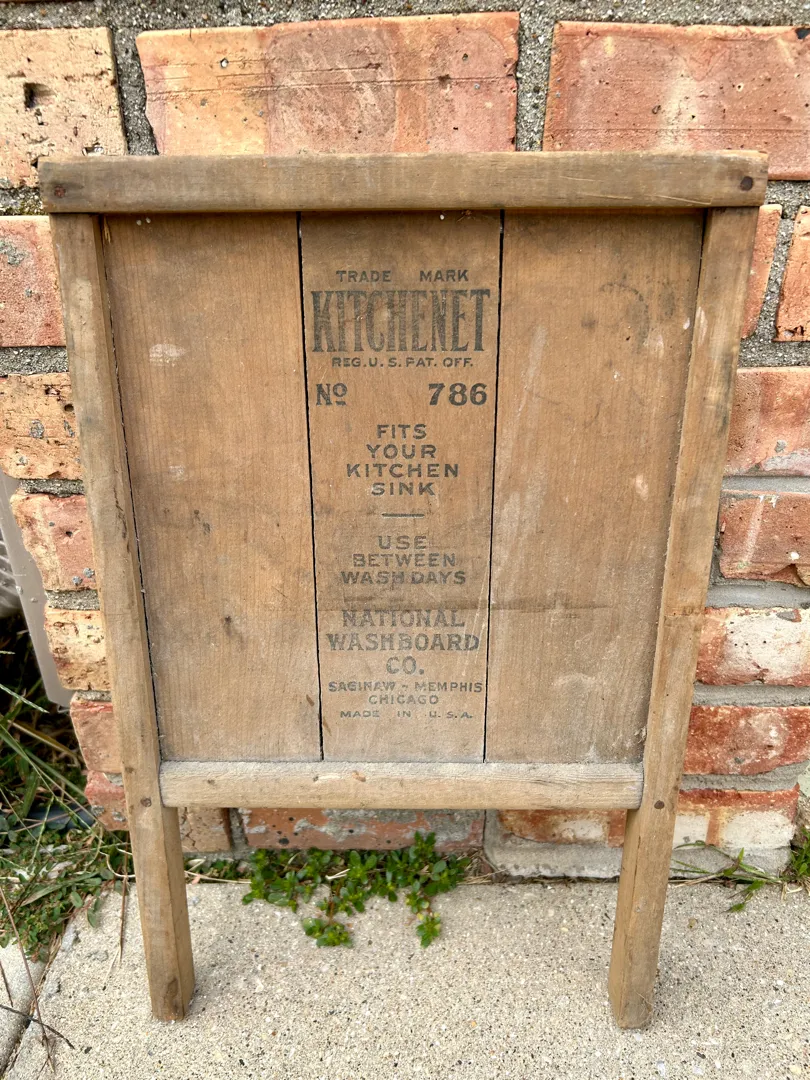 TRADE MARK
KITCHENET
REG. U. S. PAT. OFF.
Nº 786
FITS
YOUR
KITCHEN
SINK
USE
BETWEEN
WASH DAYS
NATIONAL
WASHBOARD
CO.
SAGINAW - MEMPHIS
CHICAGO
MADE IN U. S. A.